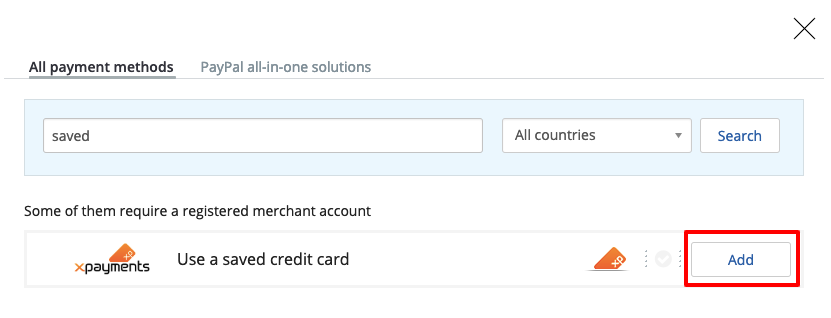 All payment methods PayPal all-in-one solutions
saved All countries Search
Some of them require a registered merchant account
xpayments Use a saved credit card Add